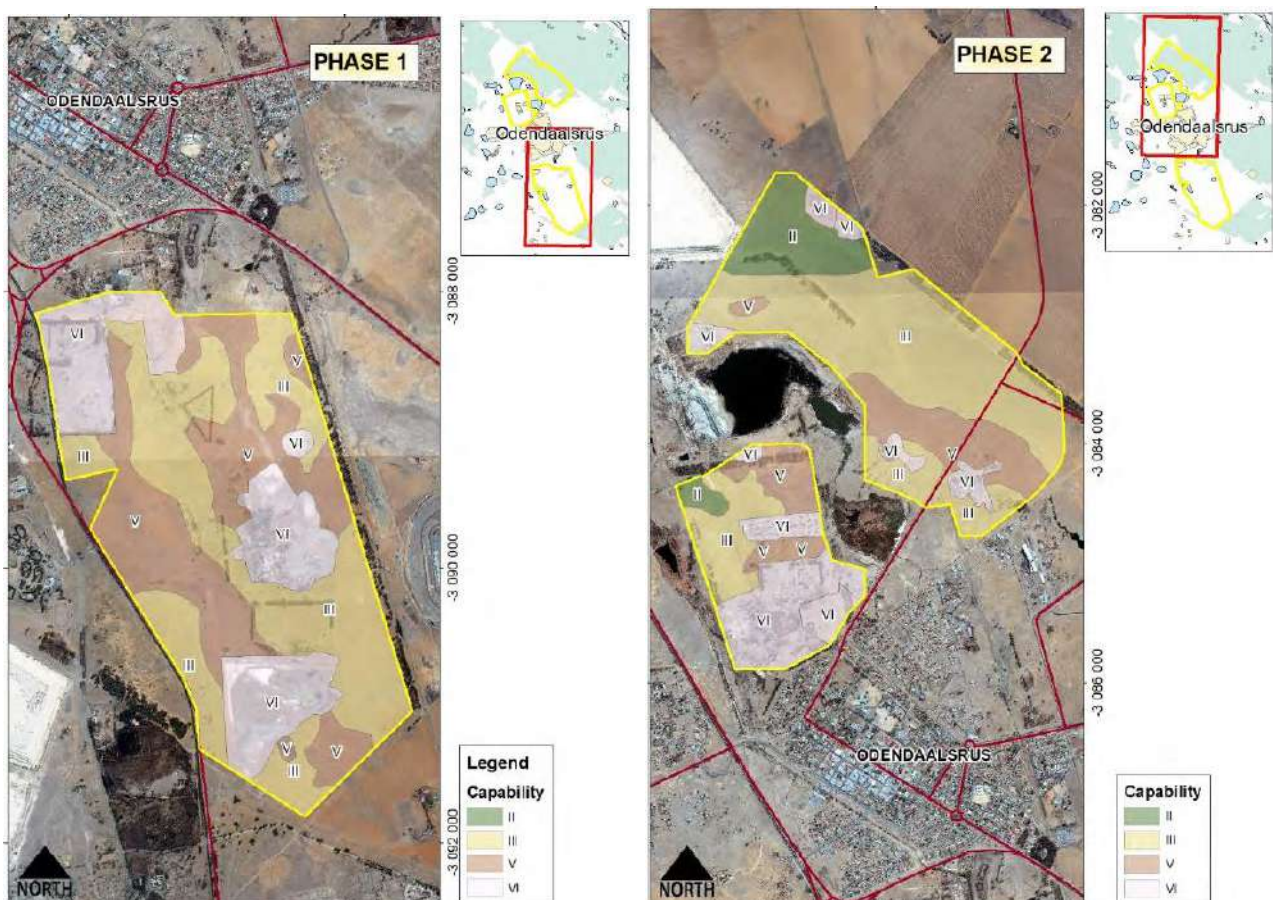 PHASE 1
ODENDAALSRUS
Odendaalsrus
-3 088 000
VI
V
III
VI
III
V
V
VI
-3 090 000
III
III
VI
V
V
III
-3 092 000
NORTH
Legend
Capability
II
III
V
VI
PHASE 2
Odendaalsrus
-3 082 000
VI
VI
II
V
VI
III
-3 084 000
VI
V
VI
III
VI
V
II
III
III
VI
V
V
VI
VI
-3 086 000
ODENDAALSRUS
NORTH
Capability
II
III
V
VI